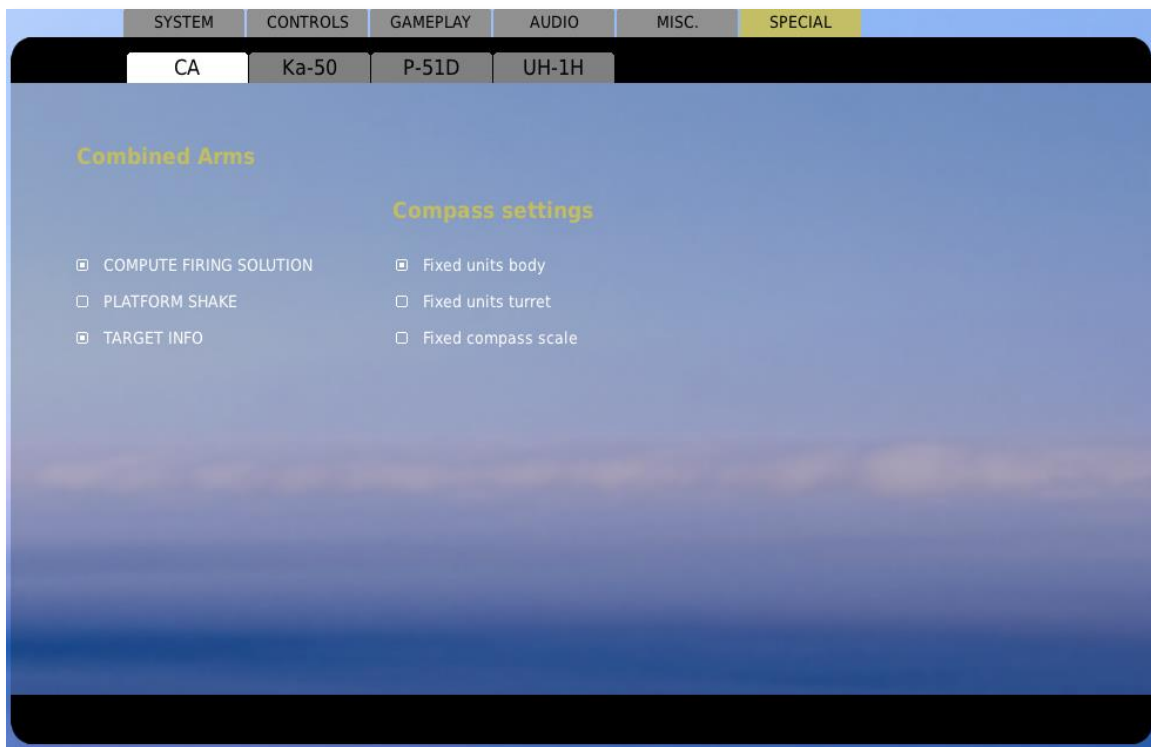 SYSTEM CONTROLS GAMEPLAY AUDIO MISC. SPECIAL
CA Ka-50 P-51D UH-1H
Combined Arms
Compass settings
COMPUTE FIRING SOLUTION Fixed units body
PLATFORM SHAKE Fixed units turret
TARGET INFO Fixed compass scale